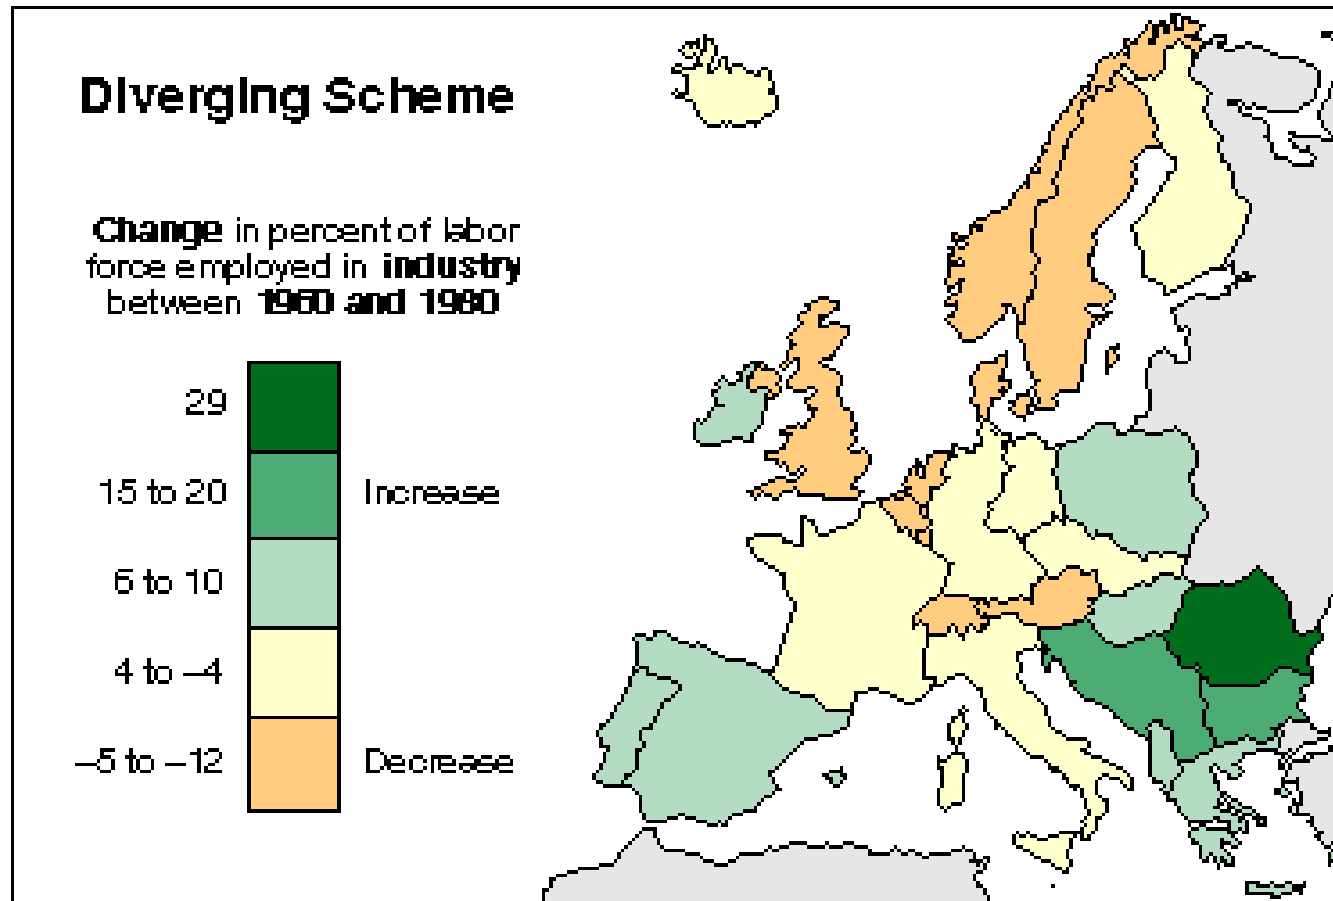 Diverging Scheme
Change in percent of labor
force employed in industry
between 1960 and 1980
29
15 to 20 Increase
6 to 10
4 to –4
–5 to –12 Decrease